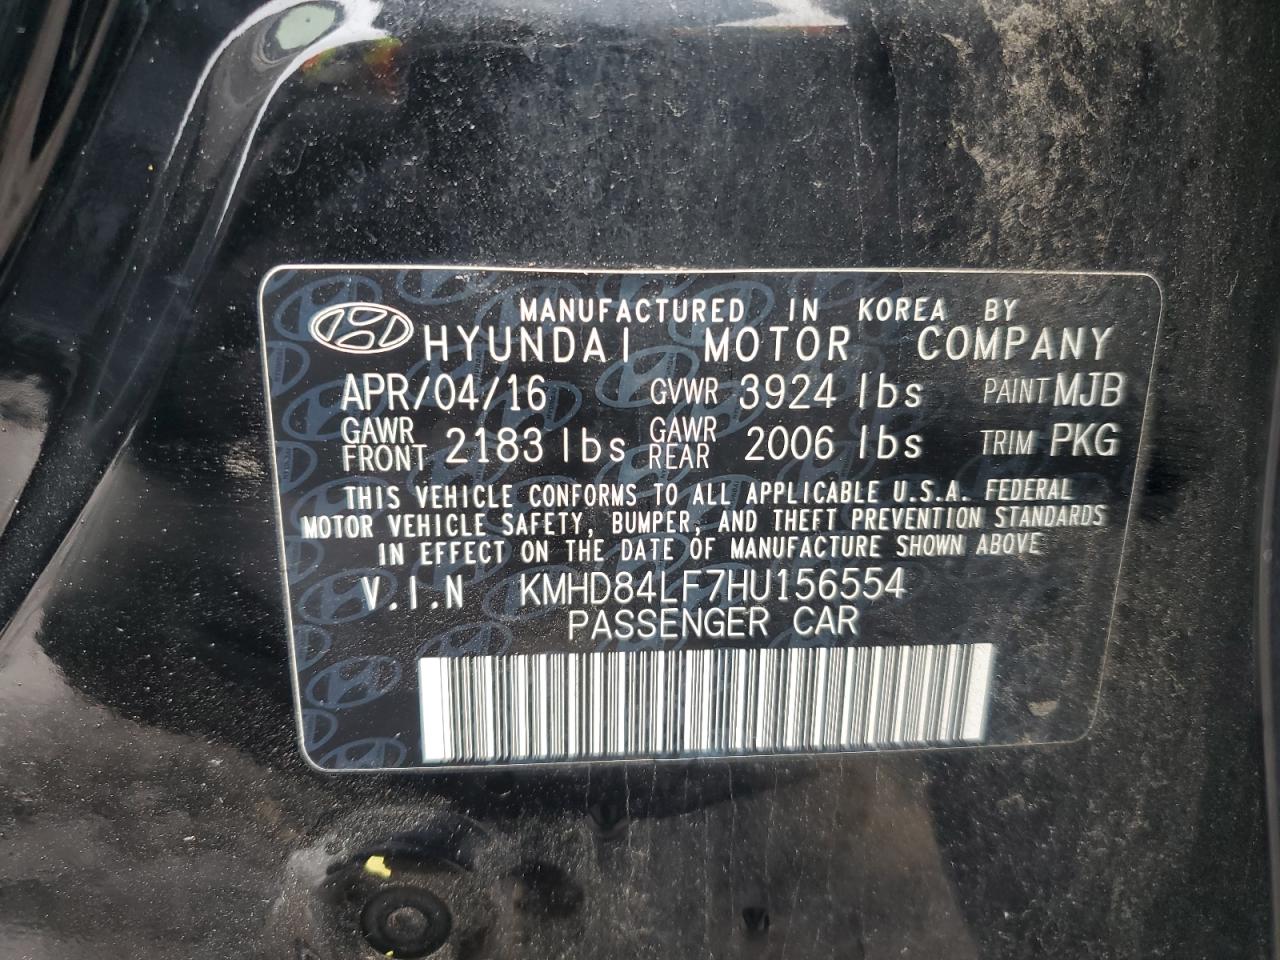 MANUFACTURED IN KOREA BY
HYUNDAI MOTOR COMPANY
APR/04/16 GVWR 3924 lbs PAINT MJB
GAWR FRONT 2183 lbs GAWR REAR 2006 lbs TRIM PKG
THIS VEHICLE CONFORMS TO ALL APPLICABLE U.S.A. FEDERAL
MOTOR VEHICLE SAFETY, BUMPER, AND THEFT PREVENTION STANDARDS
IN EFFECT ON THE DATE OF MANUFACTURE SHOWN ABOVE
V.I.N KMHD84LF7HU156554
PASSENGER CAR